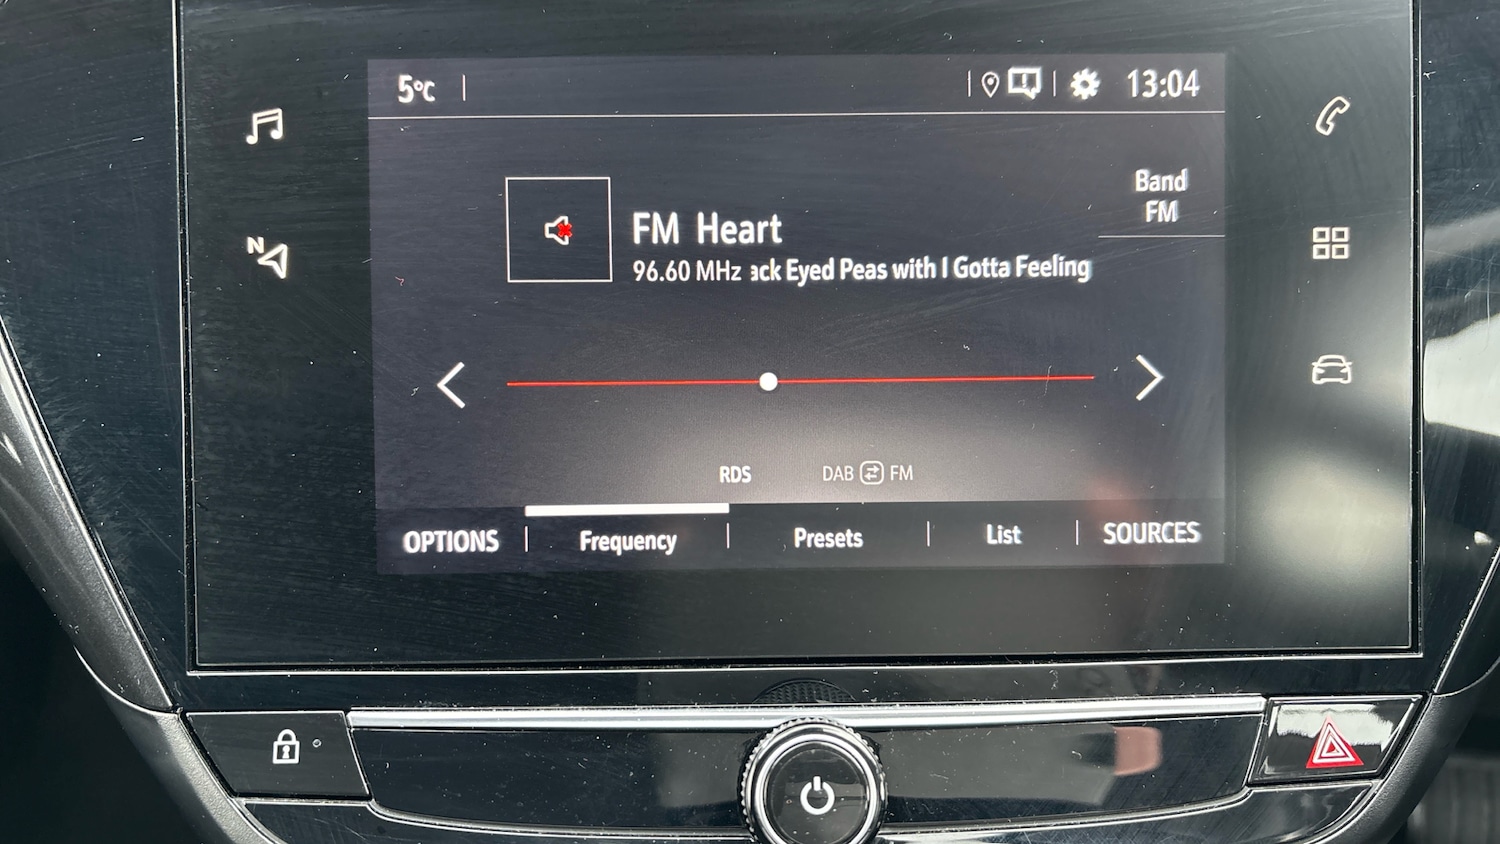 5°C
13:04
N
Band
FM
FM Heart
96.60 MHz ack Eyed Peas with I Gotta Feeling
RDS
DAB FM
OPTIONS Frequency Presets List SOURCES